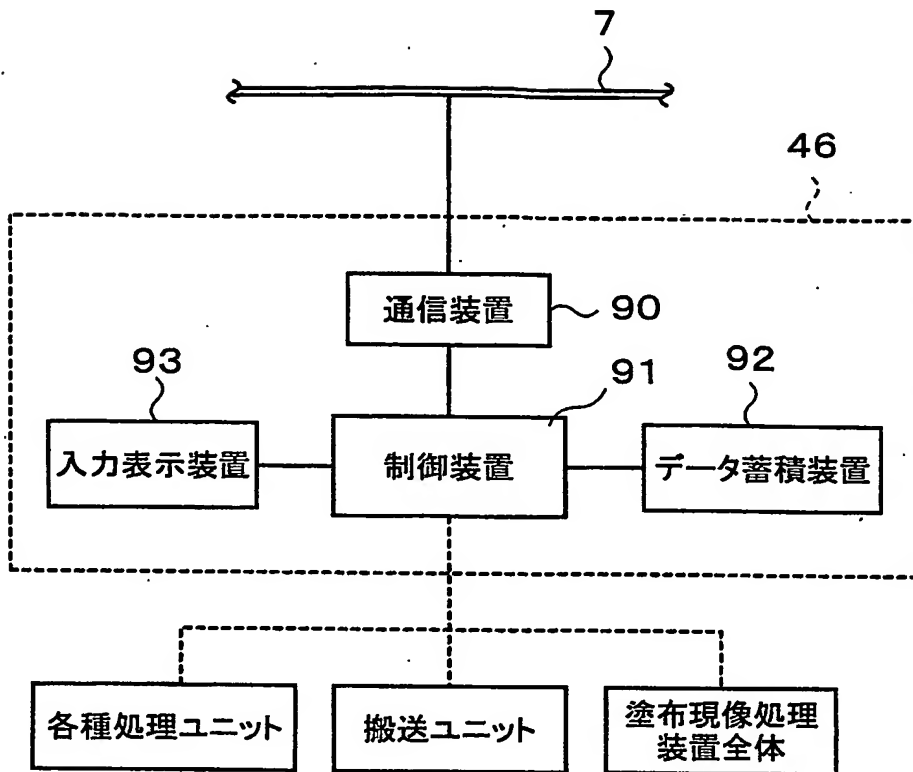 7
46
通信装置
90
93
91
92
入力表示装置
制御装置
データ蓄積装置
各種処理ユニット
搬送ユニット
塗布現像処理
装置全体